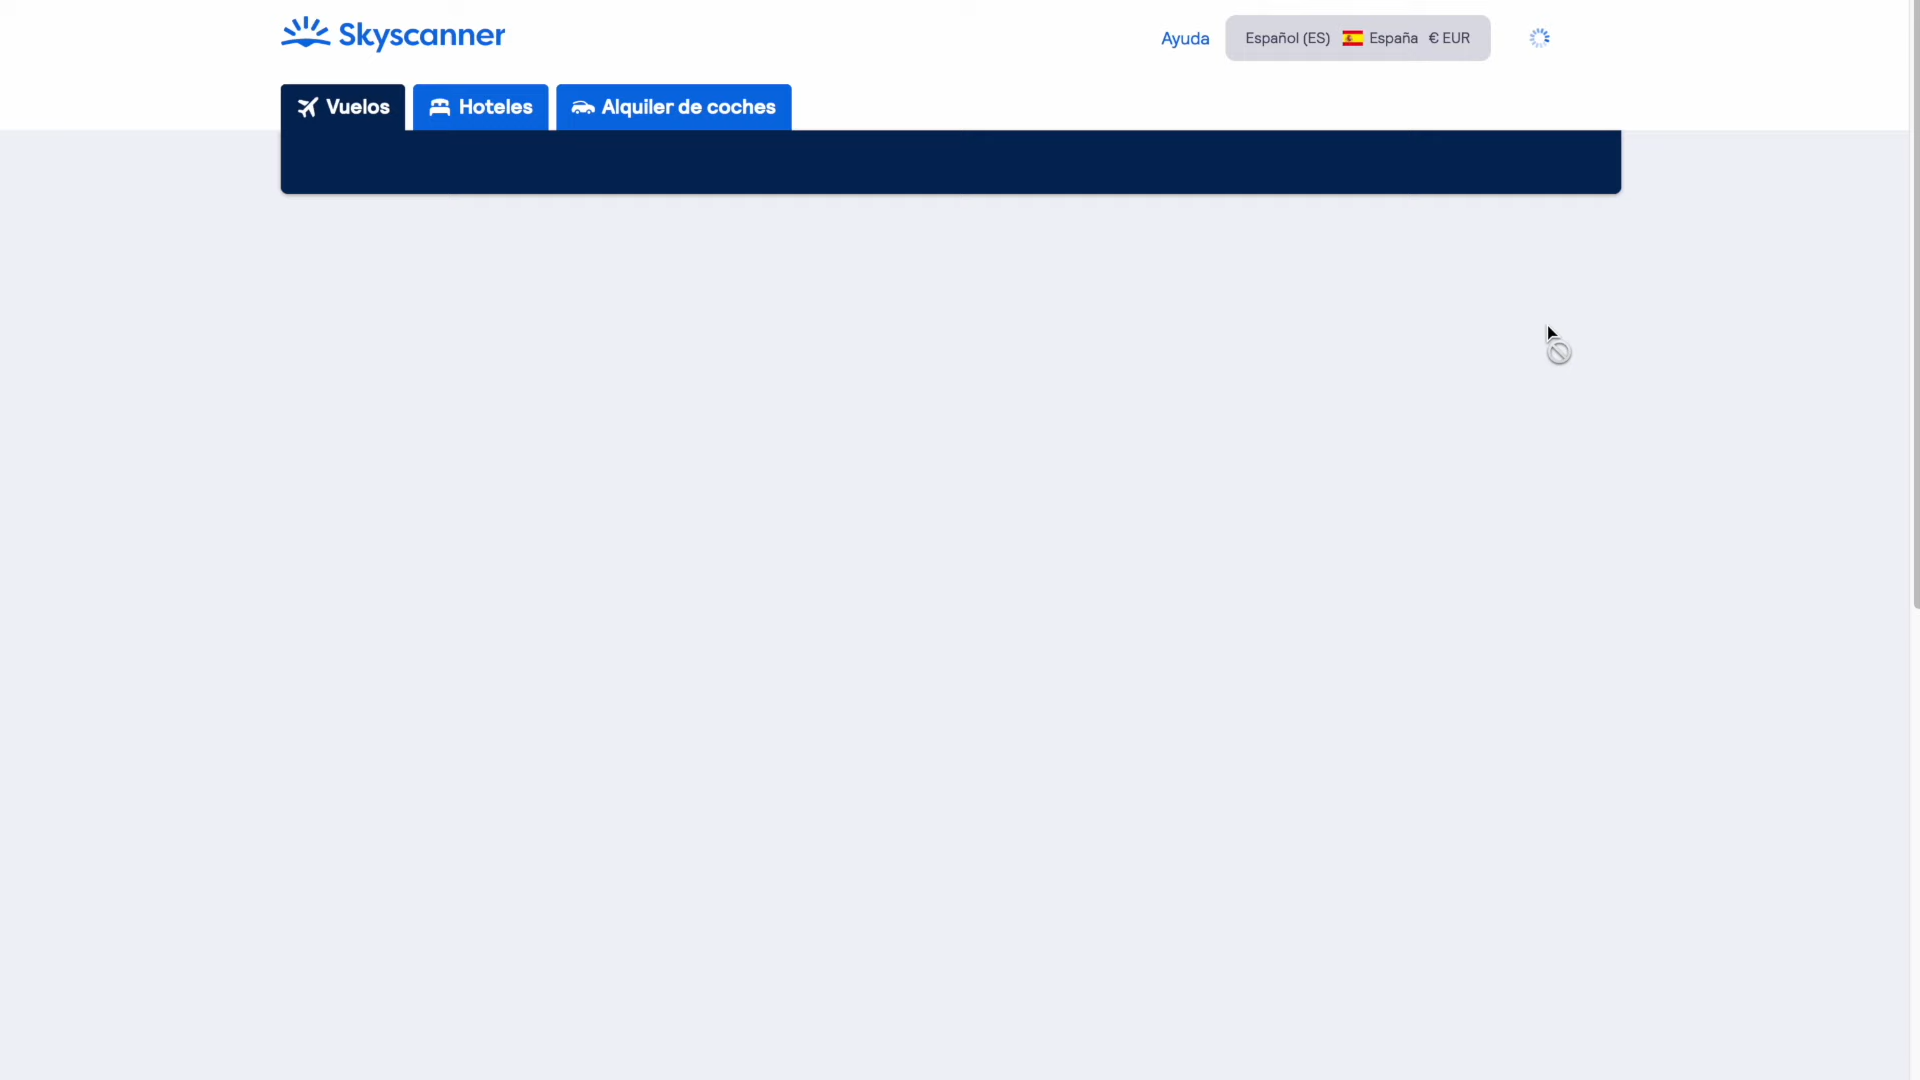 Skyscanner
Ayuda
Español (ES) España € EUR
Vuelos
Hoteles
Alquiler de coches